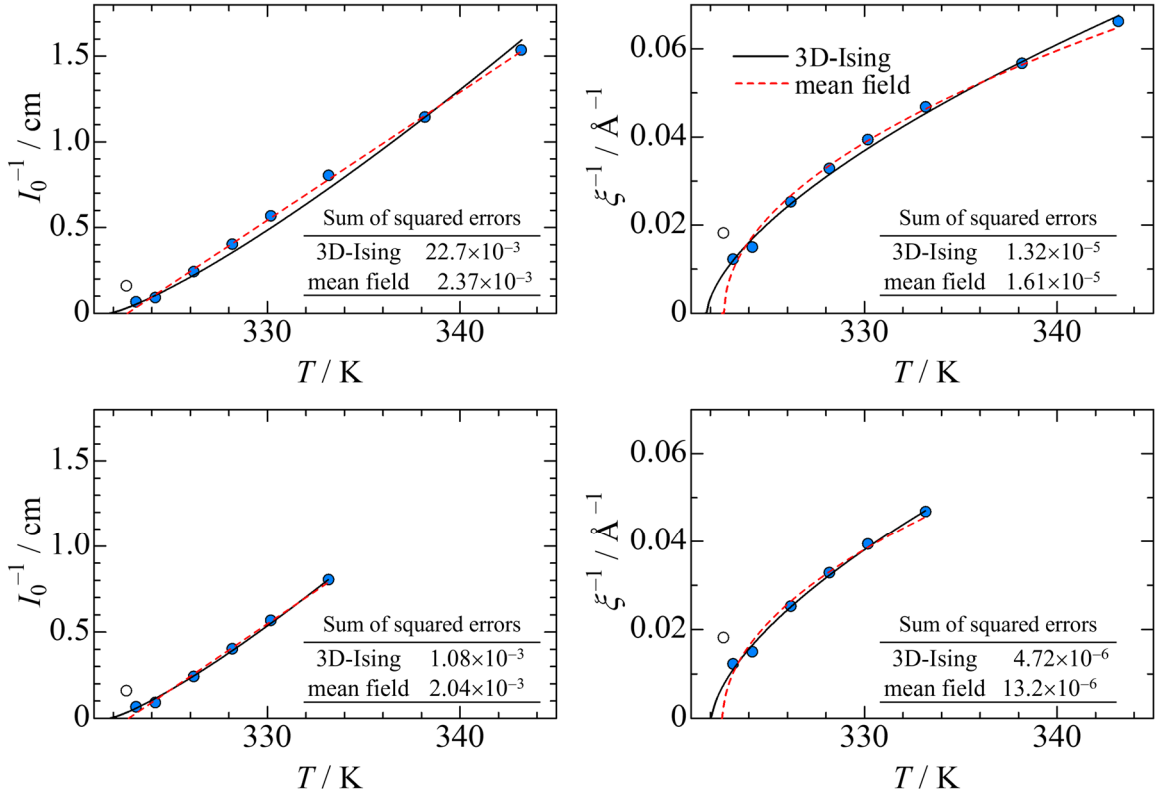 1.5
1.0
0.5
0
I₀⁻¹ / cm
Sum of squared errors
3D-Ising 22.7×10⁻³
mean field 2.37×10⁻³
330 340
T / K
0.06
0.04
0.02
0
ξ⁻¹ / Å⁻¹
3D-Ising
mean field
Sum of squared errors
3D-Ising 1.32×10⁻⁵
mean field 1.61×10⁻⁵
330 340
T / K
1.5
1.0
0.5
0
I₀⁻¹ / cm
Sum of squared errors
3D-Ising 1.08×10⁻³
mean field 2.04×10⁻³
330 340
T / K
0.06
0.04
0.02
0
ξ⁻¹ / Å⁻¹
Sum of squared errors
3D-Ising 4.72×10⁻⁶
mean field 13.2×10⁻⁶
330 340
T / K